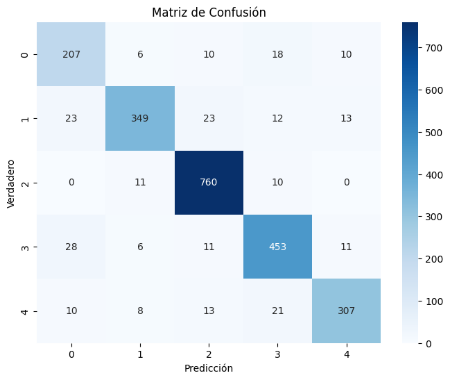 Matriz de Confusión
0 207 6 10 18 10
1 23 349 23 12 13
2 0 11 760 10 0
3 28 6 11 453 11
4 10 8 13 21 307
0 1 2 3 4
Verdadero
Predicción
700
600
500
400
300
200
100
0